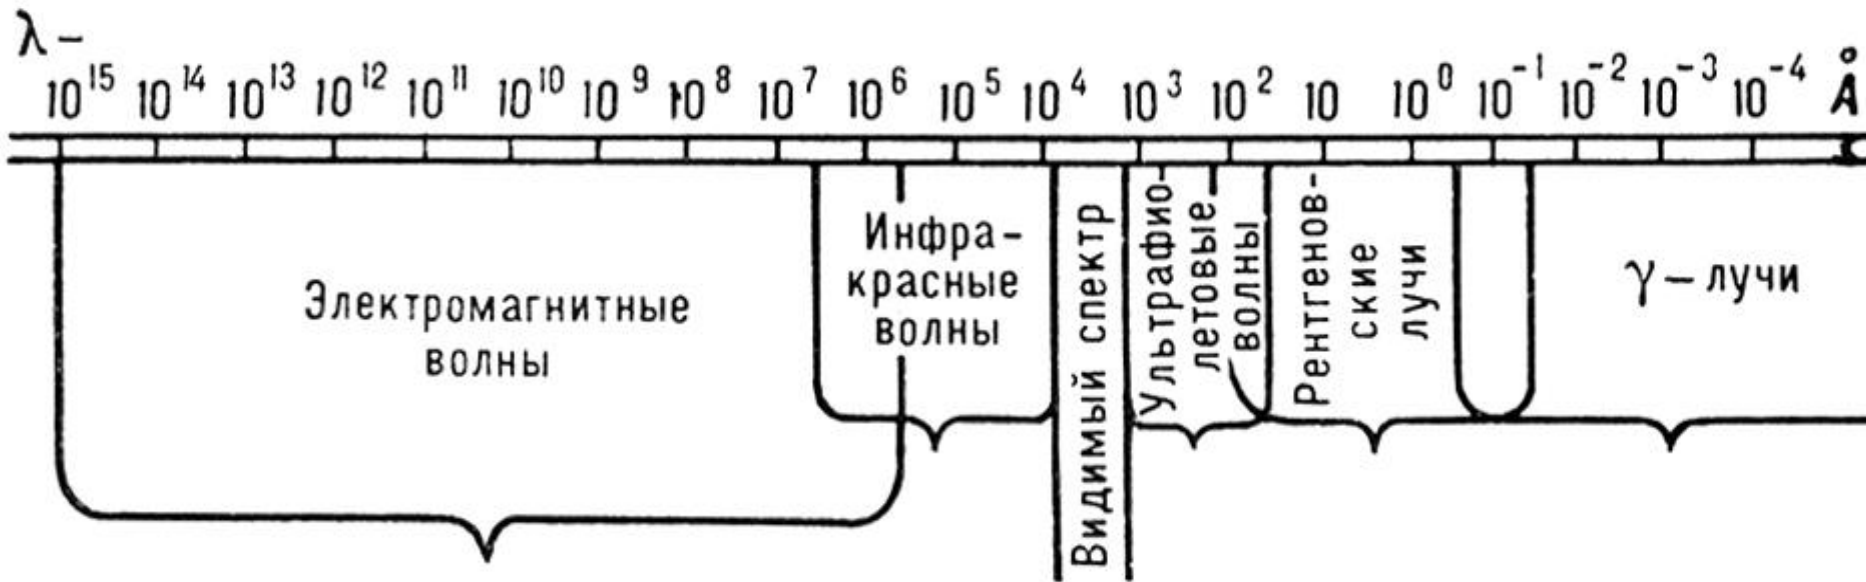 λ –
10¹⁵ 10¹⁴ 10¹³ 10¹² 10¹¹ 10¹⁰ 10⁹ 10⁸ 10⁷ 10⁶ 10⁵ 10⁴ 10³ 10² 10 10⁰ 10⁻¹ 10⁻² 10⁻³ 10⁻⁴ Å
Электромагнитные
волны
Инфра-
красные
волны
Видимый спектр
Ультрафио-
летовые
волны
Рентгенов-
ские
лучи
γ – лучи